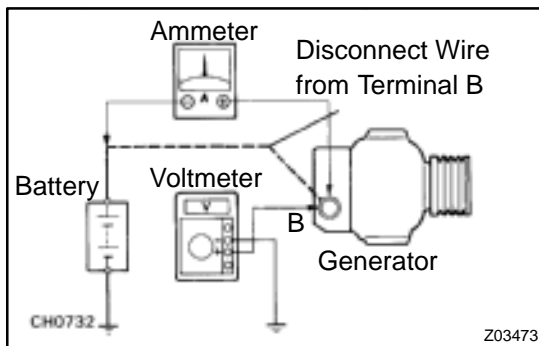 Ammeter
Disconnect Wire
from Terminal B
- A +
Battery
Voltmeter
V
B
Generator
CH0732
Z03473